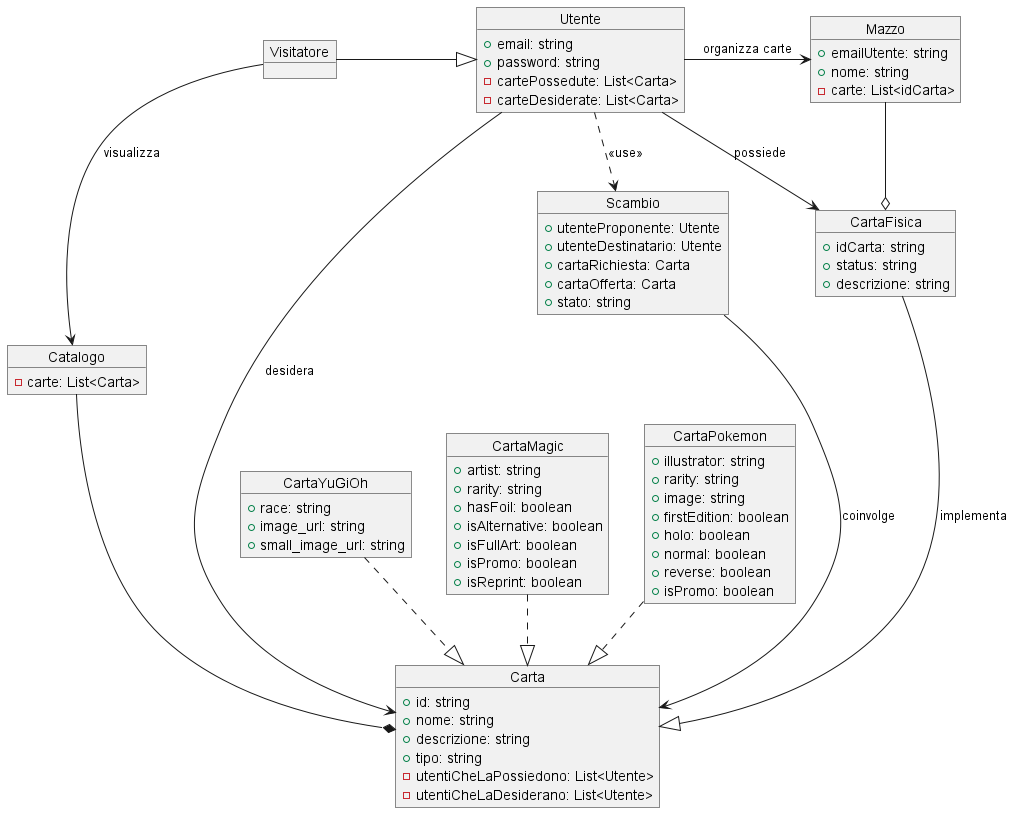 Visitatore
Utente
email: string
password: string
cartePossedute: List<Carta>
carteDesiderate: List<Carta>
organizza carte
Mazzo
emailUtente: string
nome: string
carte: List<idCarta>
visualizza
«use»
possiede
Scambio
utenteProponente: Utente
utenteDestinatario: Utente
cartaRichiesta: Carta
cartaOfferta: Carta
stato: string
CartaFisica
idCarta: string
status: string
descrizione: string
Catalogo
carte: List<Carta>
desidera
CartaYuGiOh
race: string
image_url: string
small_image_url: string
CartaMagic
artist: string
rarity: string
hasFoil: boolean
isAlternative: boolean
isFullArt: boolean
isPromo: boolean
isReprint: boolean
CartaPokemon
illustrator: string
rarity: string
image: string
firstEdition: boolean
holo: boolean
normal: boolean
reverse: boolean
isPromo: boolean
coinvolge
implementa
Carta
id: string
nome: string
descrizione: string
tipo: string
utentiCheLaPossiedono: List<Utente>
utentiCheLaDesiderano: List<Utente>